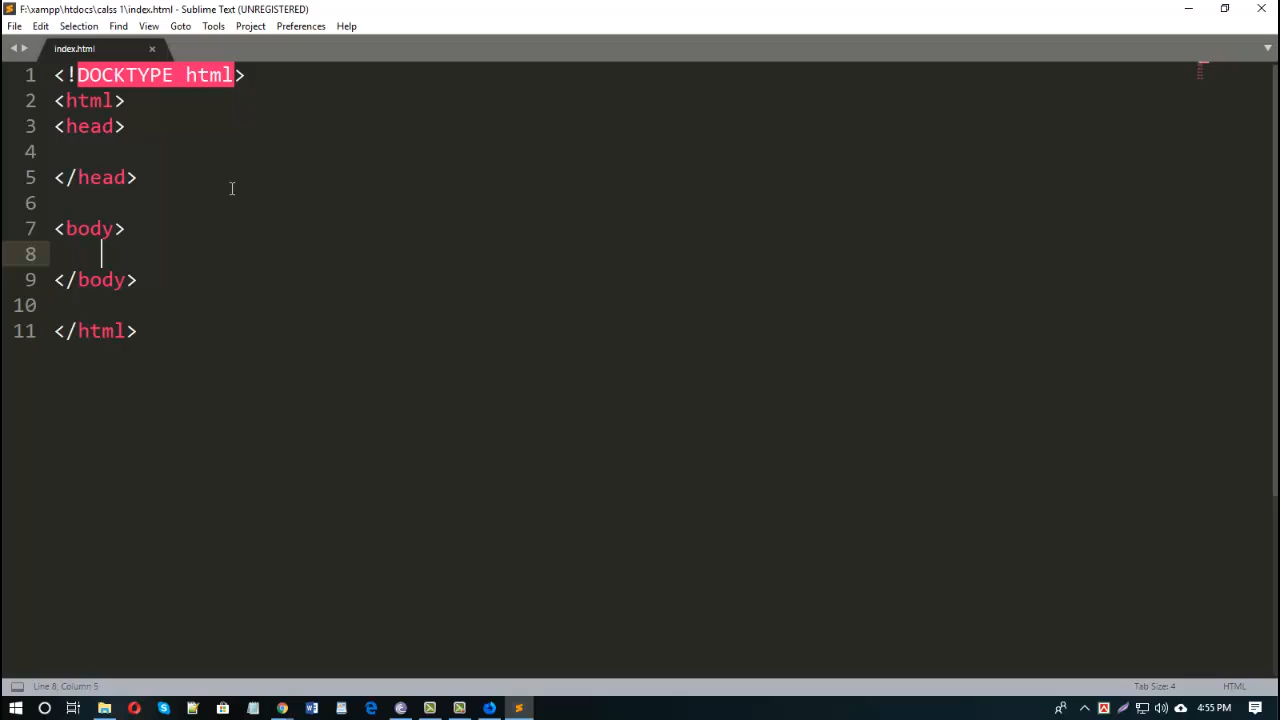 F:\xampp\htdocs\calss 1\index.html - Sublime Text (UNREGISTERED)
File Edit Selection Find View Goto Tools Project Preferences Help
index.html
1 <!DOCKTYPE html>
2 <html>
3 <head>
4
5 </head>
6
7 <body>
8
9 </body>
10
11 </html>
Line 8, Column 5 Tab Size: 4 HTML
4:55 PM